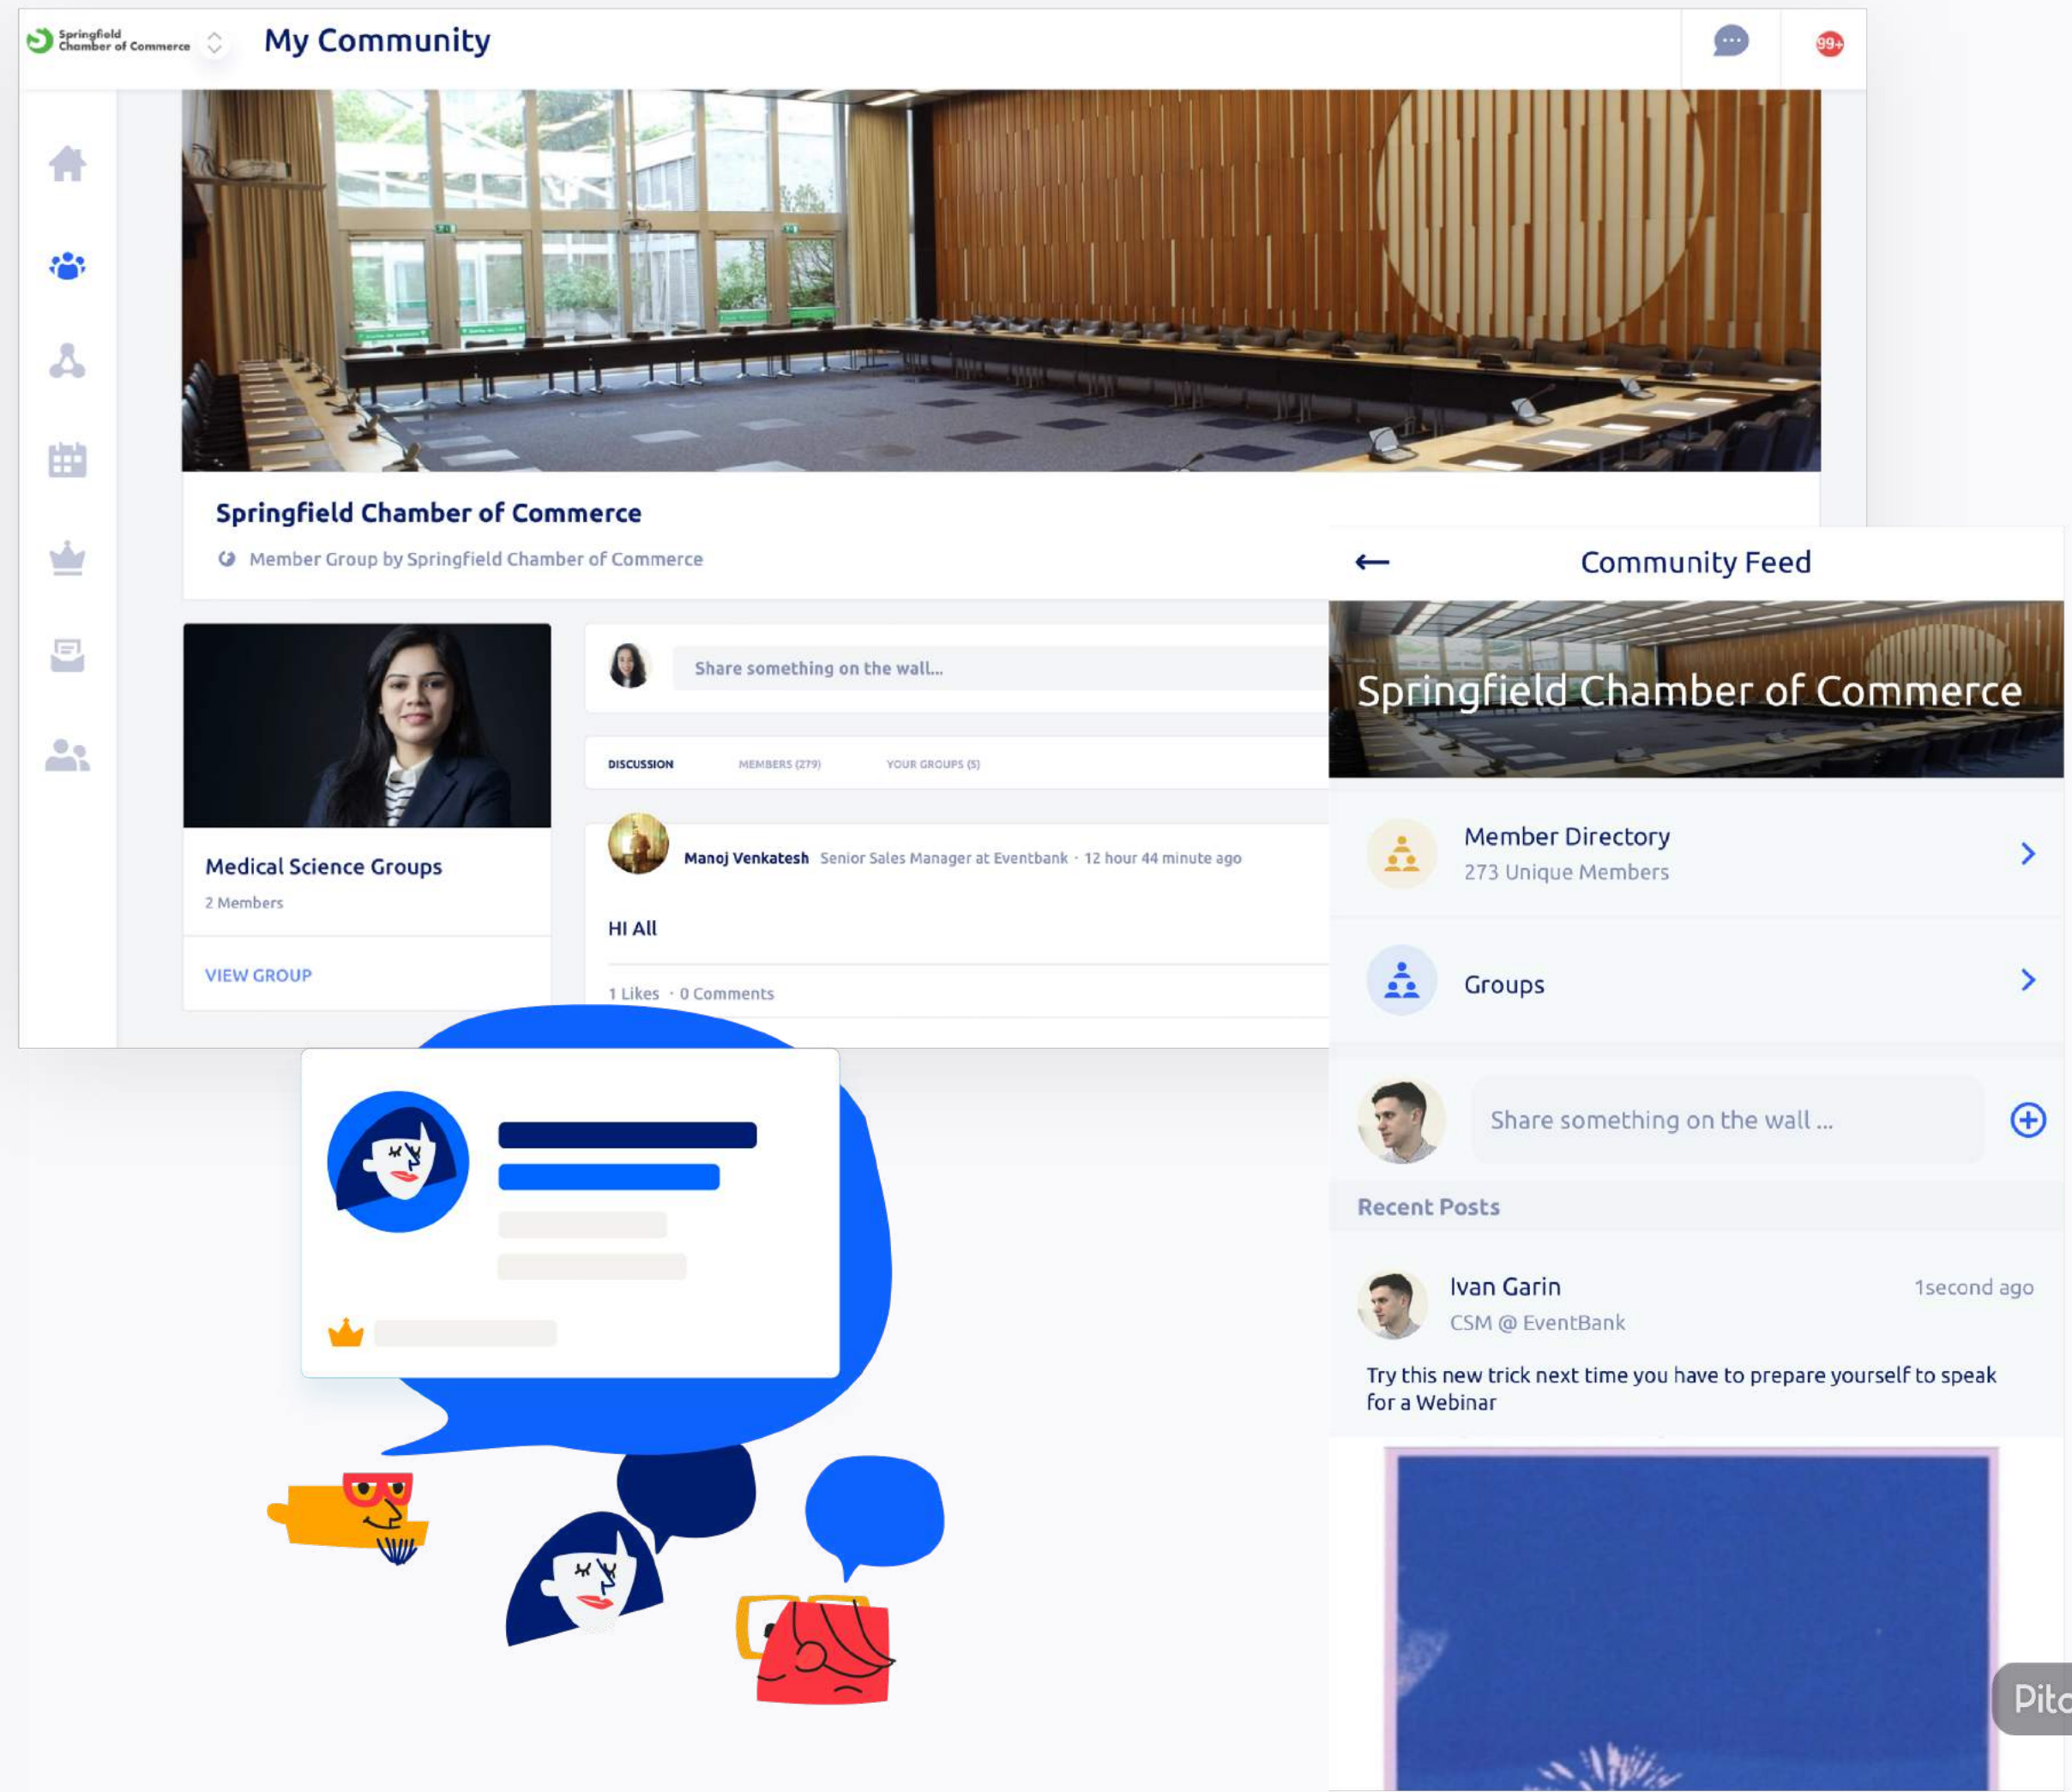 Springfield
Chamber of Commerce
My Community
99+
Springfield Chamber of Commerce
Member Group by Springfield Chamber of Commerce
Medical Science Groups
2 Members
VIEW GROUP
Share something on the wall...
DISCUSSION MEMBERS (279) YOUR GROUPS (5)
Manoj Venkatesh Senior Sales Manager at Eventbank · 12 hour 44 minute ago
HI All
1 Likes · 0 Comments
Community Feed
Springfield Chamber of Commerce
Member Directory
273 Unique Members
Groups
Share something on the wall ...
Recent Posts
Ivan Garin 1second ago
CSM @ EventBank
Try this new trick next time you have to prepare yourself to speak
for a Webinar